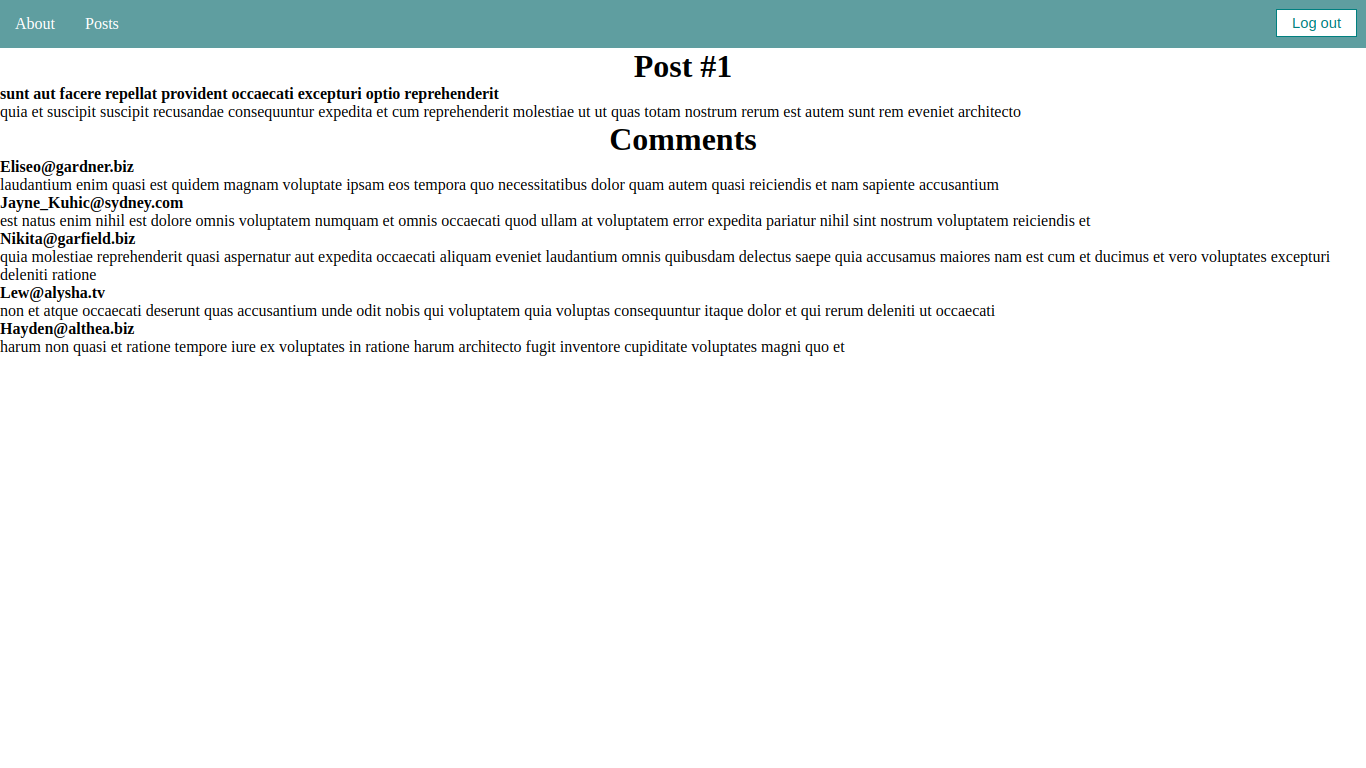 About Posts Log out
Post #1
sunt aut facere repellat provident occaecati excepturi optio reprehenderit
quia et suscipit suscipit recusandae consequuntur expedita et cum reprehenderit molestiae ut ut quas totam nostrum rerum est autem sunt rem eveniet architecto
Comments
Eliseo@gardner.biz
laudantium enim quasi est quidem magnam voluptate ipsam eos tempora quo necessitatibus dolor quam autem quasi reiciendis et nam sapiente accusantium
Jayne_Kuhic@sydney.com
est natus enim nihil est dolore omnis voluptatem numquam et omnis occaecati quod ullam at voluptatem error expedita pariatur nihil sint nostrum voluptatem reiciendis et
Nikita@garfield.biz
quia molestiae reprehenderit quasi aspernatur aut expedita occaecati aliquam eveniet laudantium omnis quibusdam delectus saepe quia accusamus maiores nam est cum et ducimus et vero voluptates excepturi
deleniti ratione
Lew@alysha.tv
non et atque occaecati deserunt quas accusantium unde odit nobis qui voluptatem quia voluptas consequuntur itaque dolor et qui rerum deleniti ut occaecati
Hayden@althea.biz
harum non quasi et ratione tempore iure ex voluptates in ratione harum architecto fugit inventore cupiditate voluptates magni quo et